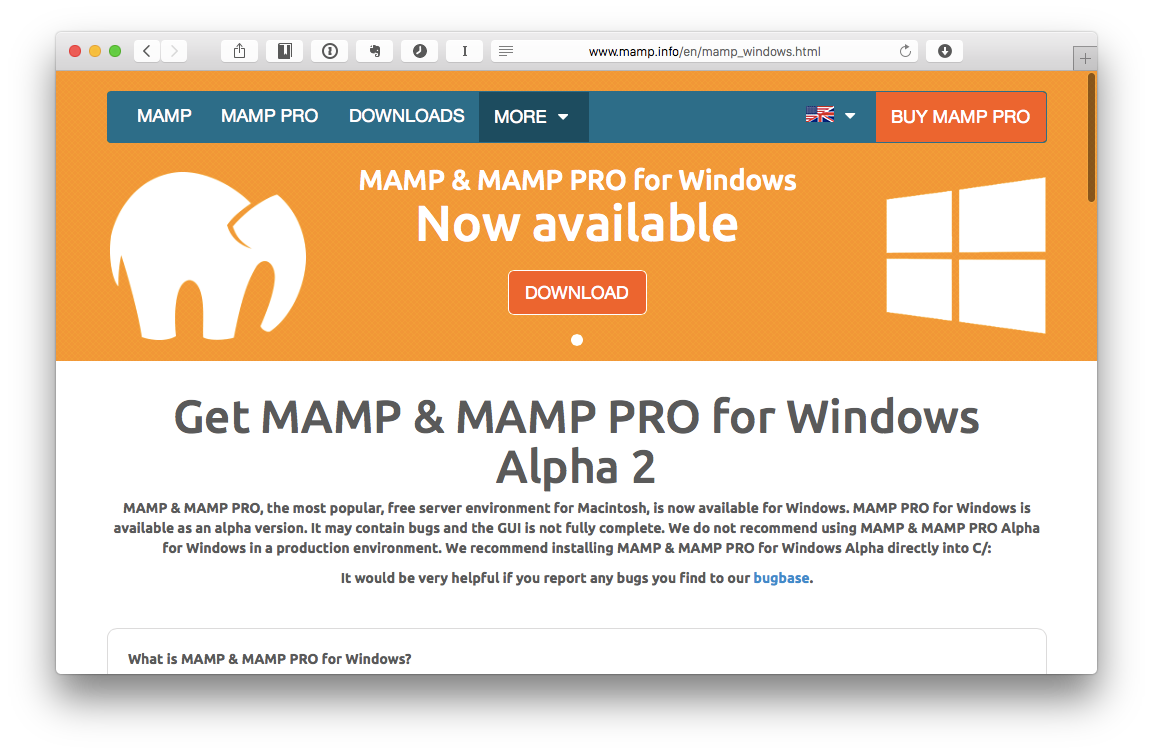 www.mamp.info/en/mamp_windows.html
MAMP MAMP PRO DOWNLOADS MORE BUY MAMP PRO
MAMP & MAMP PRO for Windows
Now available
DOWNLOAD
Get MAMP & MAMP PRO for Windows
Alpha 2
MAMP & MAMP PRO, the most popular, free server environment for Macintosh, is now available for Windows. MAMP PRO for Windows is
available as an alpha version. It may contain bugs and the GUI is not fully complete. We do not recommend using MAMP & MAMP PRO Alpha
for Windows in a production environment. We recommend installing MAMP & MAMP PRO for Windows Alpha directly into C/:
It would be very helpful if you report any bugs you find to our bugbase.
What is MAMP & MAMP PRO for Windows?